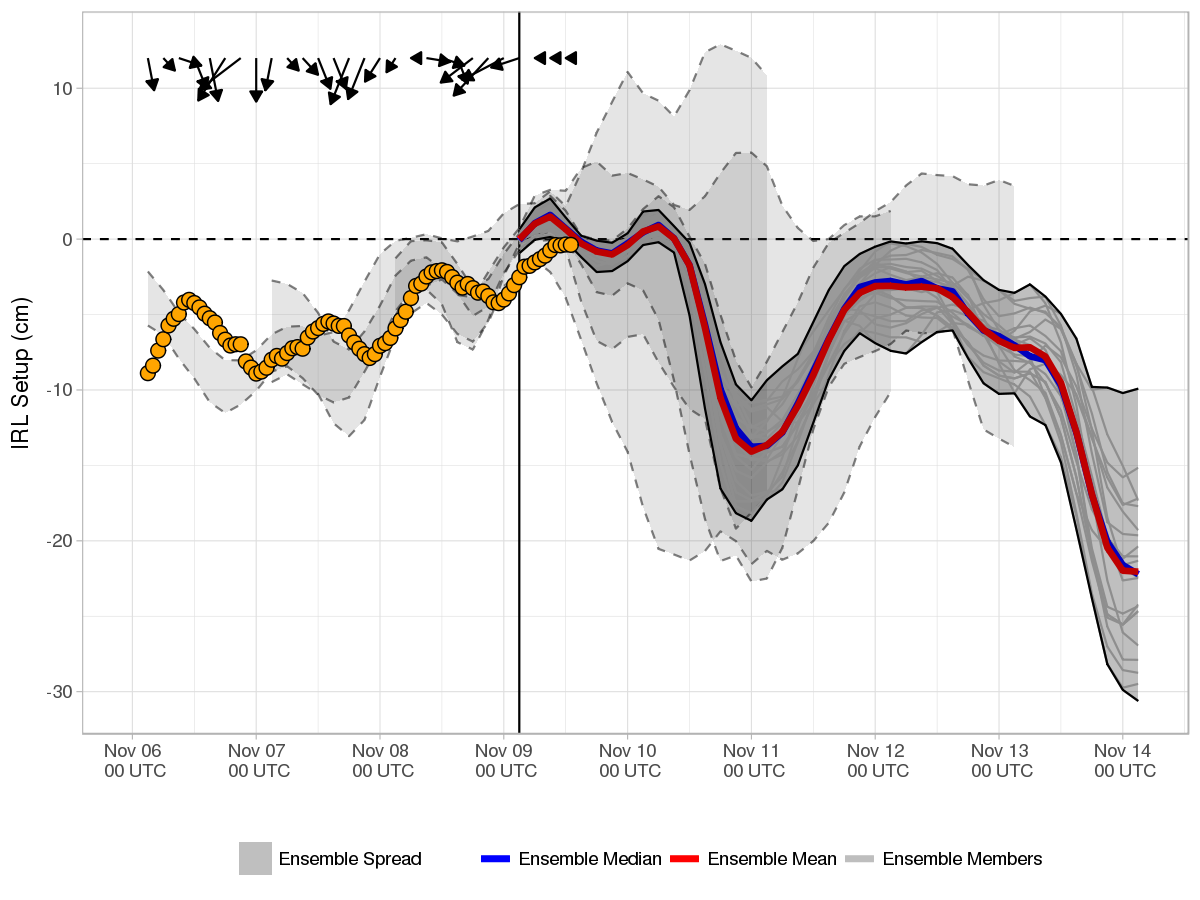 IRL Setup (cm)
10
0
-10
-20
-30
Nov 06 Nov 07 Nov 08 Nov 09 Nov 10 Nov 11 Nov 12 Nov 13 Nov 14
00 UTC 00 UTC 00 UTC 00 UTC 00 UTC 00 UTC 00 UTC 00 UTC 00 UTC
Ensemble Spread Ensemble Median Ensemble Mean Ensemble Members